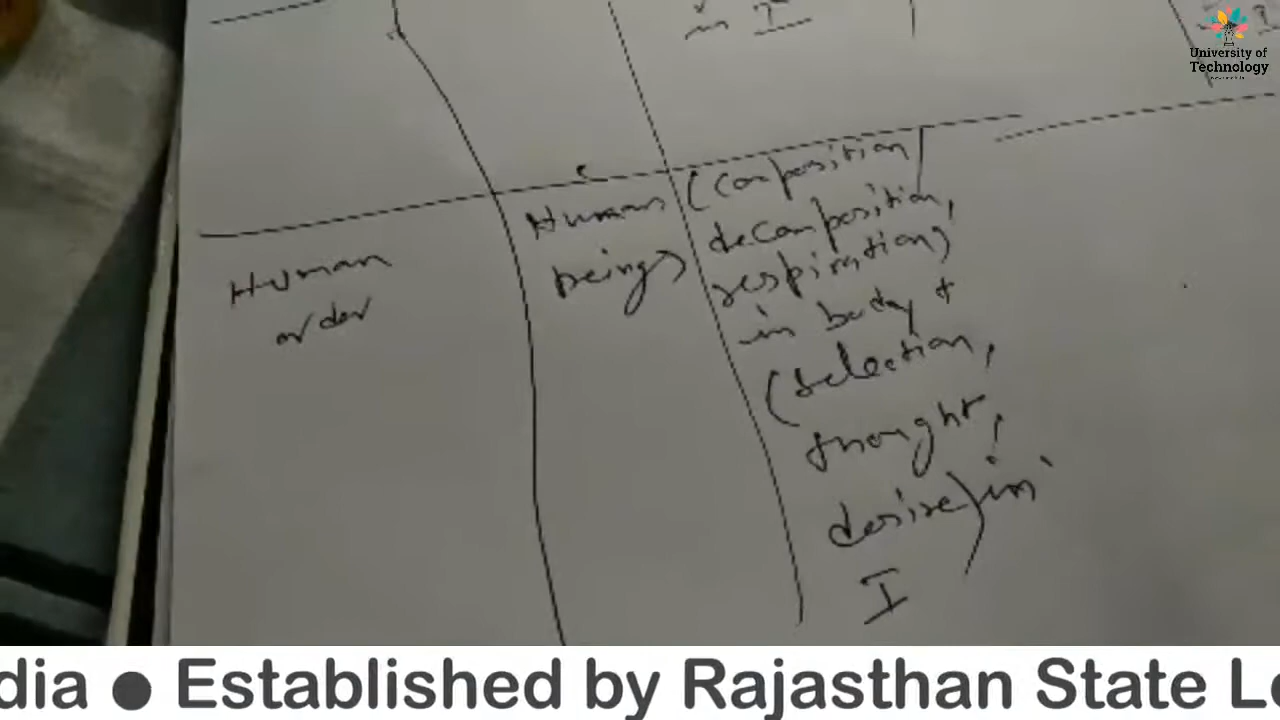 in I
University of
Technology
Human
order
Human
beings
(Composition,
decomposition,
respiration)
in body +
(selection,
thought,
desire) in
I
dia ● Established by Rajasthan State Le